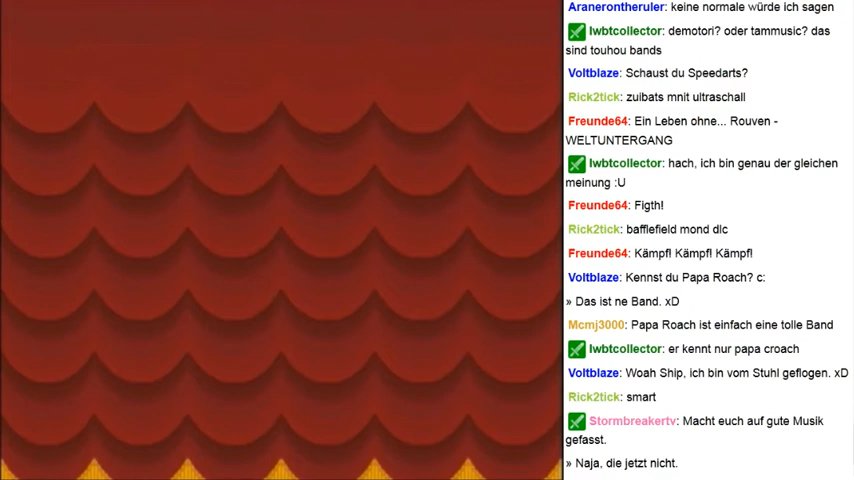 Aranerontheruler: keine normale würde ich sagen
lwbtcollector: demotori? oder tammusic? das
sind touhou bands
Voltblaze: Schaust du Speedarts?
Rick2tick: zuibats mnit ultraschall
Freunde64: Ein Leben ohne... Rouven -
WELTUNTERGANG
lwbtcollector: hach, ich bin genau der gleichen
meinung :U
Freunde64: Figth!
Rick2tick: bafflefield mond dlc
Freunde64: Kämpf! Kämpf! Kämpf!
Voltblaze: Kennst du Papa Roach? c:
» Das ist ne Band. xD
Mcmj3000: Papa Roach ist einfach eine tolle Band
lwbtcollector: er kennt nur papa croach
Voltblaze: Woah Ship, ich bin vom Stuhl geflogen. xD
Rick2tick: smart
Stormbreakertv: Macht euch auf gute Musik
gefasst.
» Naja, die jetzt nicht.